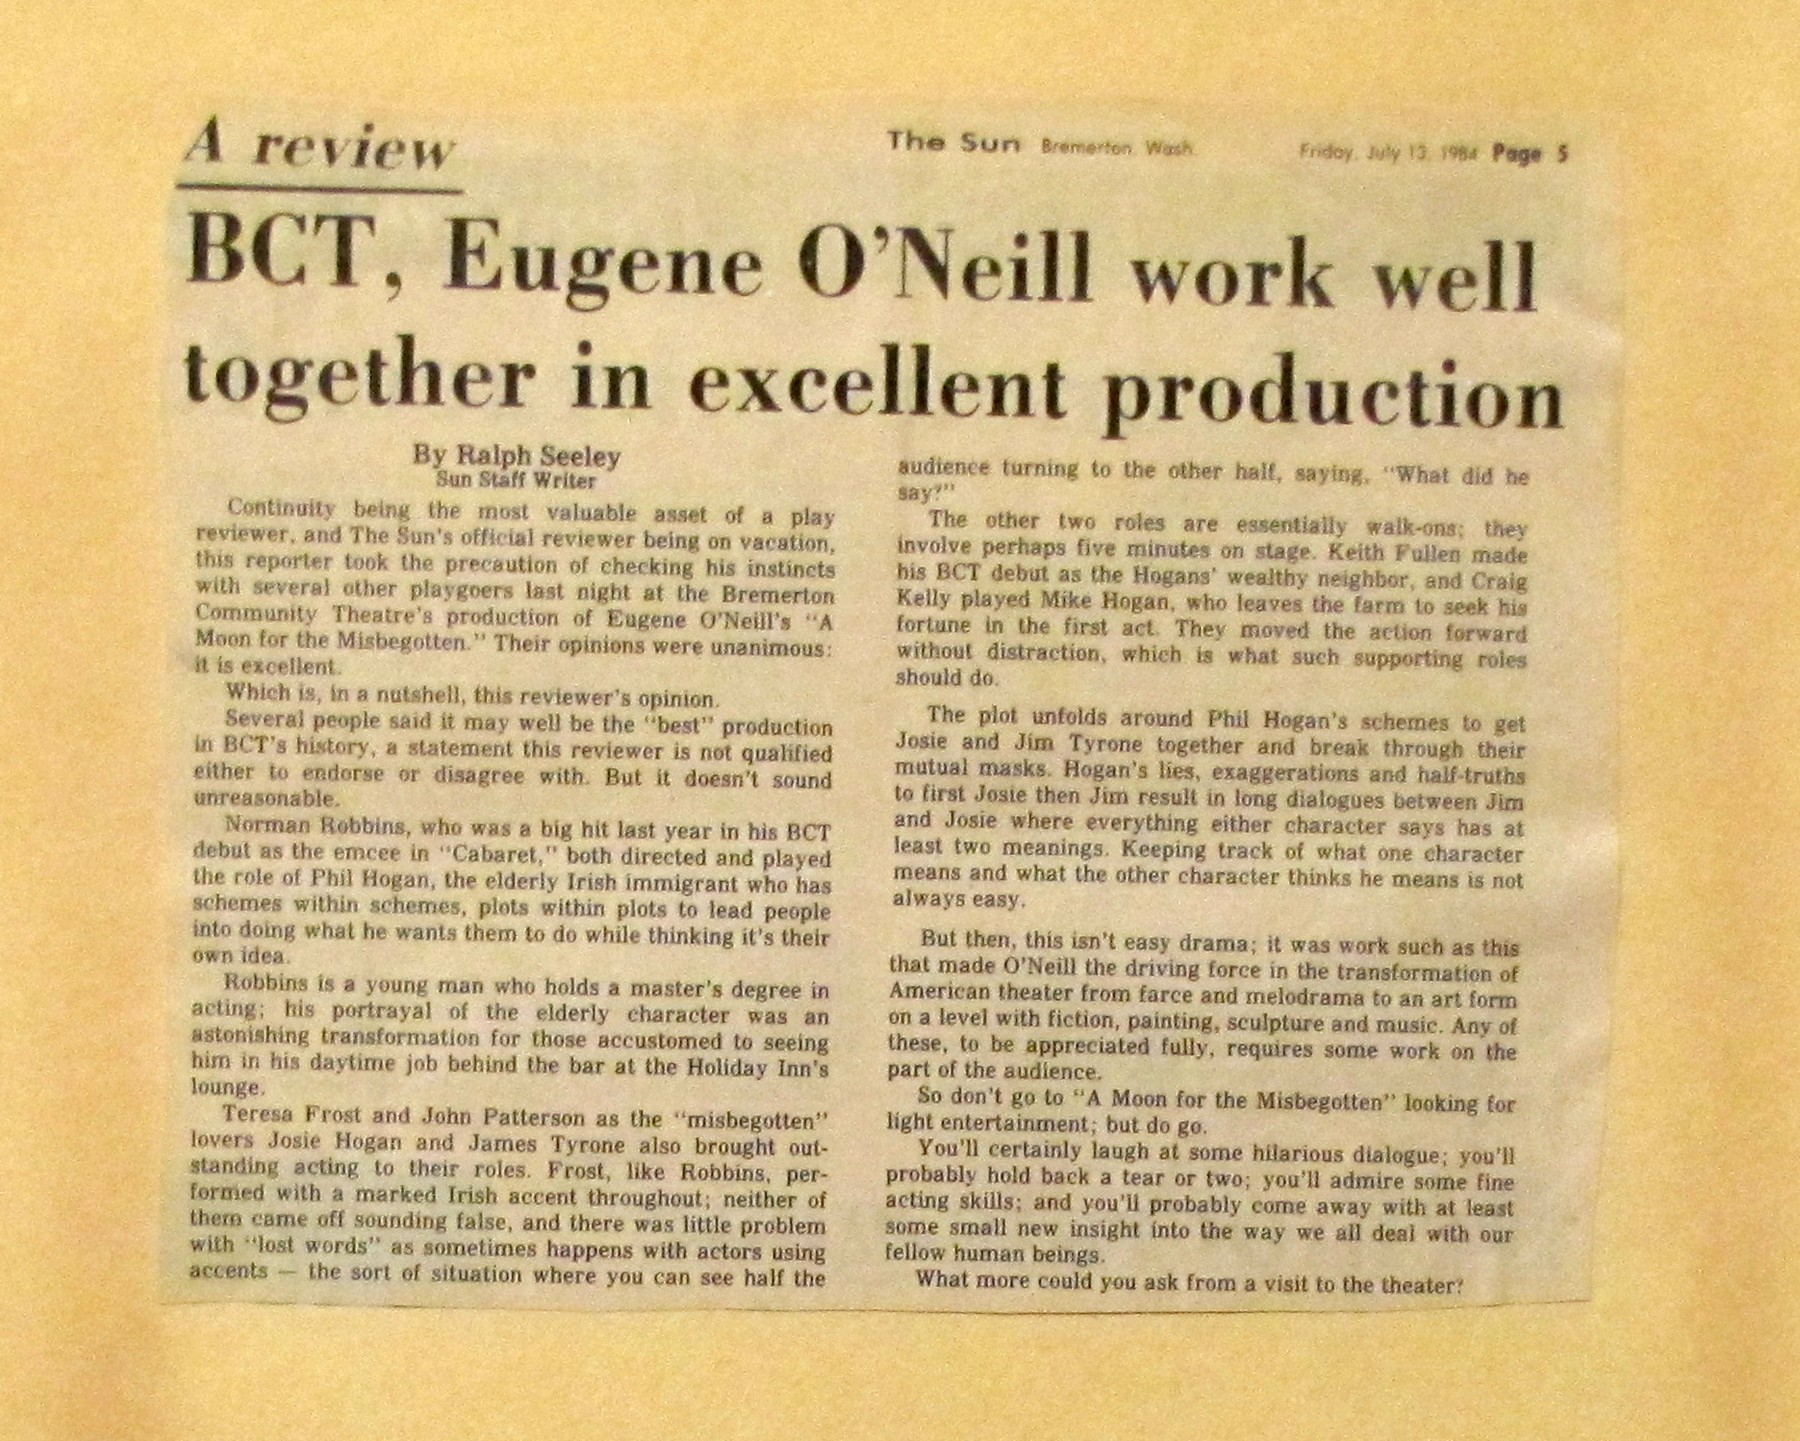 A review
The Sun Bremerton, Wash. Friday, July 13, 1984 Page 5
BCT, Eugene O'Neill work well
together in excellent production
By Ralph Seeley
Sun Staff Writer
Continuity being the most valuable asset of a play
reviewer, and The Sun's official reviewer being on vacation,
this reporter took the precaution of checking his instincts
with several other playgoers last night at the Bremerton
Community Theatre's production of Eugene O'Neill's "A
Moon for the Misbegotten." Their opinions were unanimous:
it is excellent.
Which is, in a nutshell, this reviewer's opinion.
Several people said it may well be the "best" production
in BCT's history, a statement this reviewer is not qualified
either to endorse or disagree with. But it doesn't sound
unreasonable.
Norman Robbins, who was a big hit last year in his BCT
debut as the emcee in "Cabaret," both directed and played
the role of Phil Hogan, the elderly Irish immigrant who has
schemes within schemes, plots within plots to lead people
into doing what he wants them to do while thinking it's their
own idea.
Robbins is a young man who holds a master's degree in
acting; his portrayal of the elderly character was an
astonishing transformation for those accustomed to seeing
him in his daytime job behind the bar at the Holiday Inn's
lounge.
Teresa Frost and John Patterson as the "misbegotten"
lovers Josie Hogan and James Tyrone also brought out-
standing acting to their roles. Frost, like Robbins, per-
formed with a marked Irish accent throughout; neither of
them came off sounding false, and there was little problem
with "lost words" as sometimes happens with actors using
accents — the sort of situation where you can see half the
audience turning to the other half, saying, "What did he
say?"
The other two roles are essentially walk-ons; they
involve perhaps five minutes on stage. Keith Fullen made
his BCT debut as the Hogans' wealthy neighbor, and Craig
Kelly played Mike Hogan, who leaves the farm to seek his
fortune in the first act. They moved the action forward
without distraction, which is what such supporting roles
should do.
The plot unfolds around Phil Hogan's schemes to get
Josie and Jim Tyrone together and break through their
mutual masks. Hogan's lies, exaggerations and half-truths
to first Josie then Jim result in long dialogues between Jim
and Josie where everything either character says has at
least two meanings. Keeping track of what one character
means and what the other character thinks he means is not
always easy.
But then, this isn't easy drama; it was work such as this
that made O'Neill the driving force in the transformation of
American theater from farce and melodrama to an art form
on a level with fiction, painting, sculpture and music. Any of
these, to be appreciated fully, requires some work on the
part of the audience.
So don't go to "A Moon for the Misbegotten" looking for
light entertainment; but do go.
You'll certainly laugh at some hilarious dialogue; you'll
probably hold back a tear or two; you'll admire some fine
acting skills; and you'll probably come away with at least
some small new insight into the way we all deal with our
fellow human beings.
What more could you ask from a visit to the theater?